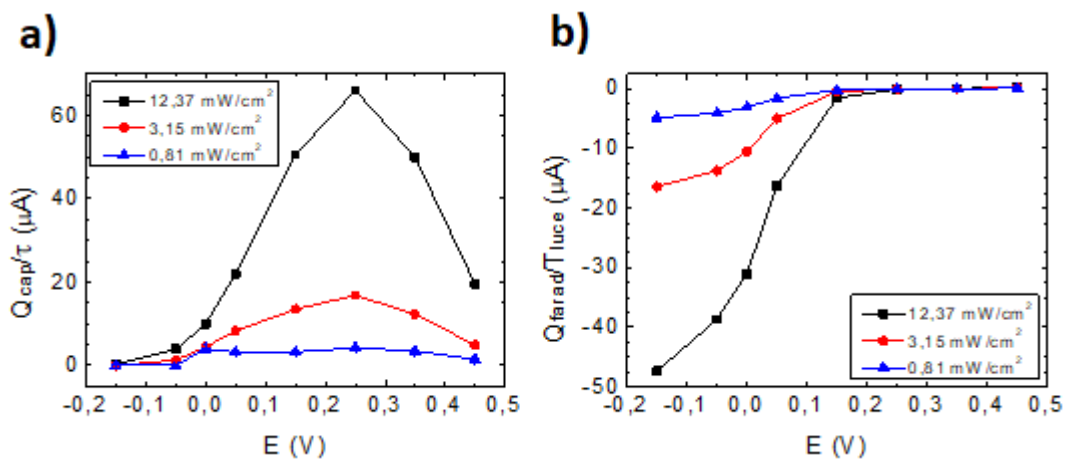 a)
12,37 mW/cm²
3,15 mW/cm²
0,81 mW/cm²
60
40
20
0
Qcap/τ (μA)
-0,2 -0,1 0,0 0,1 0,2 0,3 0,4 0,5
E (V)
b)
0
-10
-20
-30
-40
-50
Qfarad/Tluce (μA)
12,37 mW/cm²
3,15 mW/cm²
0,81 mW/cm²
-0,2 -0,1 0,0 0,1 0,2 0,3 0,4 0,5
E (V)